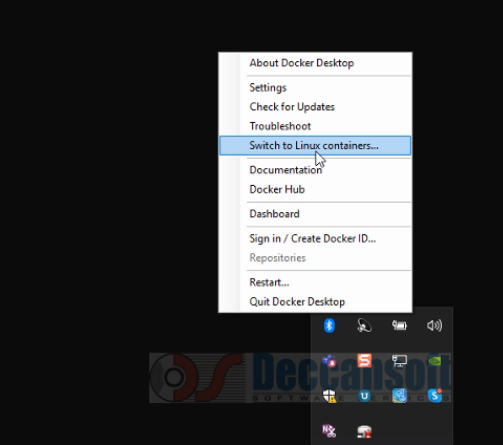 About Docker Desktop
Settings
Check for Updates
Troubleshoot
Switch to Linux containers...
Documentation
Docker Hub
Dashboard
Sign in / Create Docker ID...
Repositories
Restart...
Quit Docker Desktop
Deccansoft
SOFTWARE SERVICES